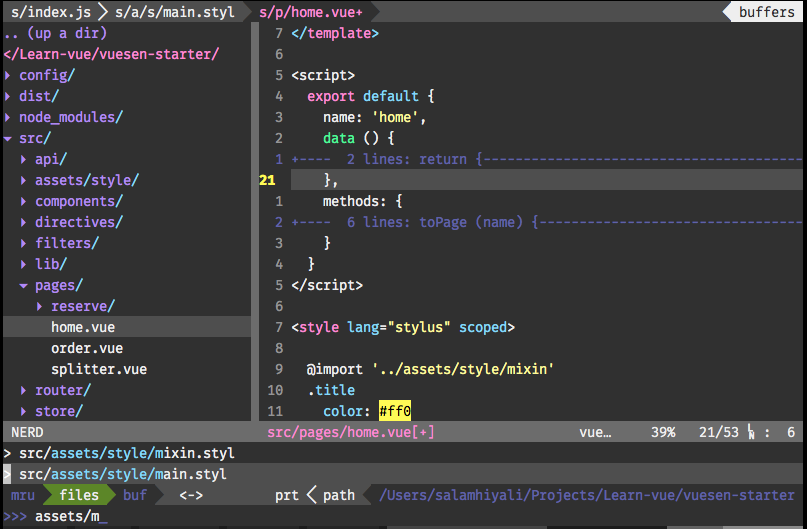 s/index.js > s/a/s/main.styl > s/p/home.vue+ buffers
.. (up a dir)
</Learn-vue/vuesen-starter/
▸ config/
▸ dist/
▸ node_modules/
▾ src/
▸ api/
▸ assets/style/
▸ components/
▸ directives/
▸ filters/
▸ lib/
▾ pages/
▸ reserve/
home.vue
order.vue
splitter.vue
▸ router/
▸ store/
NERD
7 </template>
6
5 <script>
4 export default {
3 name: 'home',
2 data () {
1 +---- 2 lines: return {----------------------------------------
21 },
1 methods: {
2 +---- 6 lines: toPage (name) {---------------------------------
3 }
4 }
5 </script>
6
7 <style lang="stylus" scoped>
8
9 @import '../assets/style/mixin'
10 .title
11 color: #ff0
src/pages/home.vue[+] vue… 39% 21/53 ␤ : 6
> src/assets/style/mixin.styl
> src/assets/style/main.styl
mru files buf <-> prt < path /Users/salamhiyali/Projects/Learn-vue/vuesen-starter
>>> assets/m_